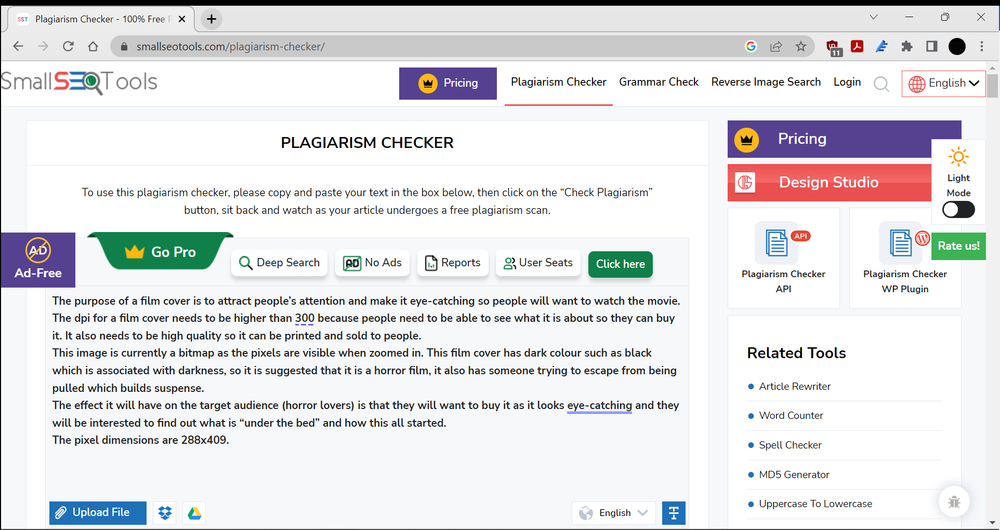 SST Plagiarism Checker - 100% Free
smallseotools.com/plagiarism-checker/
11
SmallSEOTools
Pricing
Plagiarism Checker
Grammar Check
Reverse Image Search
Login
English
PLAGIARISM CHECKER
To use this plagiarism checker, please copy and paste your text in the box below, then click on the “Check Plagiarism”
button, sit back and watch as your article undergoes a free plagiarism scan.
AD
Ad-Free
Go Pro
Deep Search
AD No Ads
Reports
User Seats
Click here
The purpose of a film cover is to attract people’s attention and make it eye-catching so people will want to watch the movie.
The dpi for a film cover needs to be higher than 300 because people need to be able to see what it is about so they can buy
it. It also needs to be high quality so it can be printed and sold to people.
This image is currently a bitmap as the pixels are visible when zoomed in. This film cover has dark colour such as black
which is associated with darkness, so it is suggested that it is a horror film, it also has someone trying to escape from being
pulled which builds suspense.
The effect it will have on the target audience (horror lovers) is that they will want to buy it as it looks eye-catching and they
will be interested to find out what is “under the bed” and how this all started.
The pixel dimensions are 288x409.
Upload File
English
Pricing
Design Studio
Light
Mode
Rate us!
API
Plagiarism Checker
API
Plagiarism Checker
WP Plugin
Related Tools
Article Rewriter
Word Counter
Spell Checker
MD5 Generator
Uppercase To Lowercase